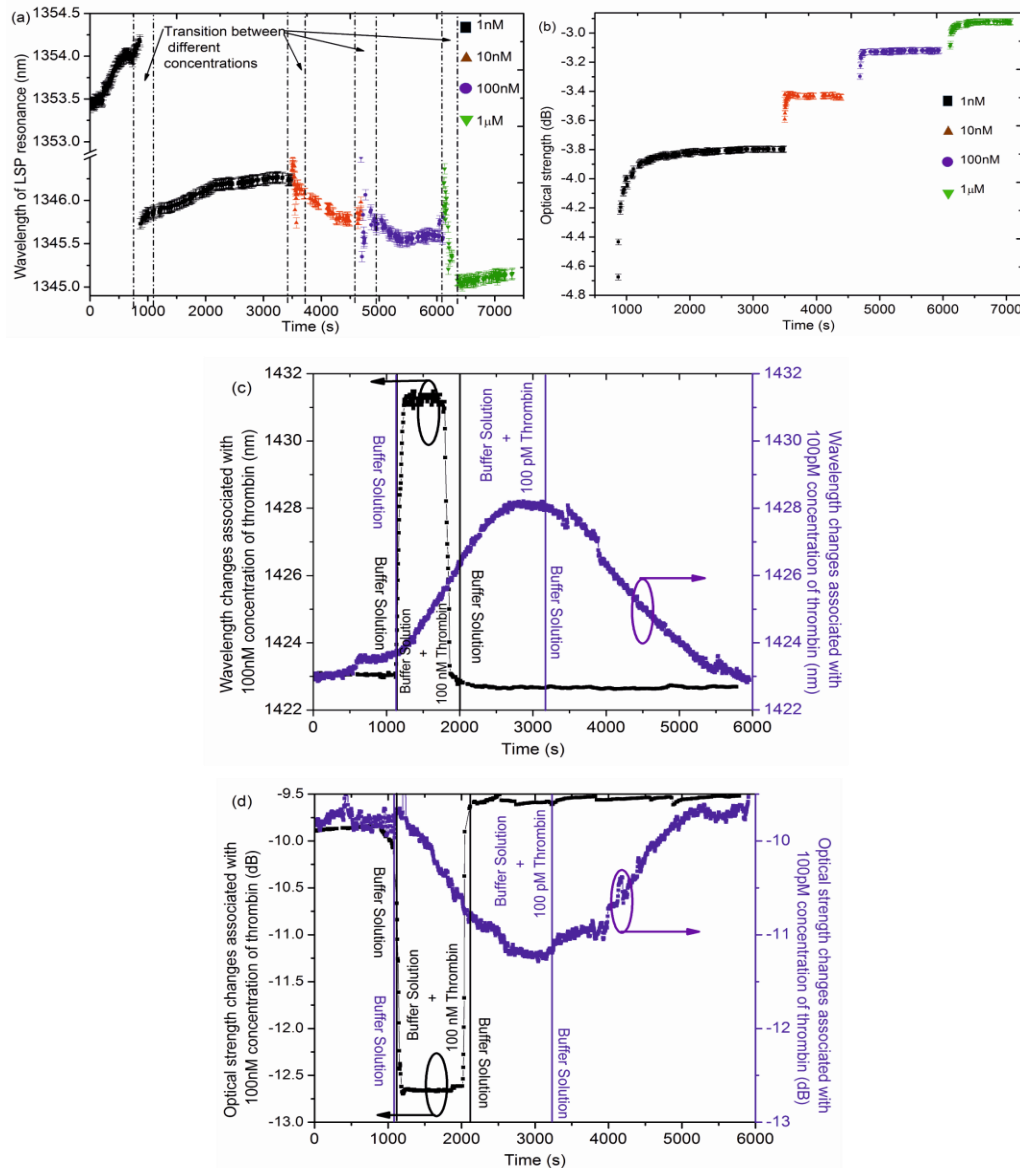 (a)
1354.5
1354.0
1353.5
1353.0
1346.0
1345.5
1345.0
Wavelength of LSP resonance (nm)
Transition between
different
concentrations
1nM
10nM
100nM
1μM
0 1000 2000 3000 4000 5000 6000 7000
Time (s)
(b)
-3.0
-3.2
-3.4
-3.6
-3.8
-4.0
-4.2
-4.4
-4.6
-4.8
Optical strength (dB)
1nM
10nM
100nM
1μM
1000 2000 3000 4000 5000 6000 7000
Time (s)
(c)
1432
1430
1428
1426
1424
1422
Wavelength changes associated with
100nM concentration of thrombin (nm)
Buffer Solution
Buffer Solution
Buffer Solution
+
100 nM Thrombin
Buffer Solution
Buffer Solution
+
100 pM Thrombin
Buffer Solution
1432
1430
1428
1426
1424
1422
Wavelength changes associated with
100pM concentration of thrombin (nm)
0 1000 2000 3000 4000 5000 6000
Time (s)
(d)
-9.5
-10.0
-10.5
-11.0
-11.5
-12.0
-12.5
-13.0
Optical strength changes associated with
100nM concentration of thrombin (dB)
Buffer Solution
Buffer Solution
Buffer Solution
+
100 nM Thrombin
Buffer Solution
Buffer Solution
+
100 pM Thrombin
Buffer Solution
-10
-11
-12
-13
Optical strength changes associated with
100pM concentration of thrombin (dB)
0 1000 2000 3000 4000 5000 6000
Time (s)